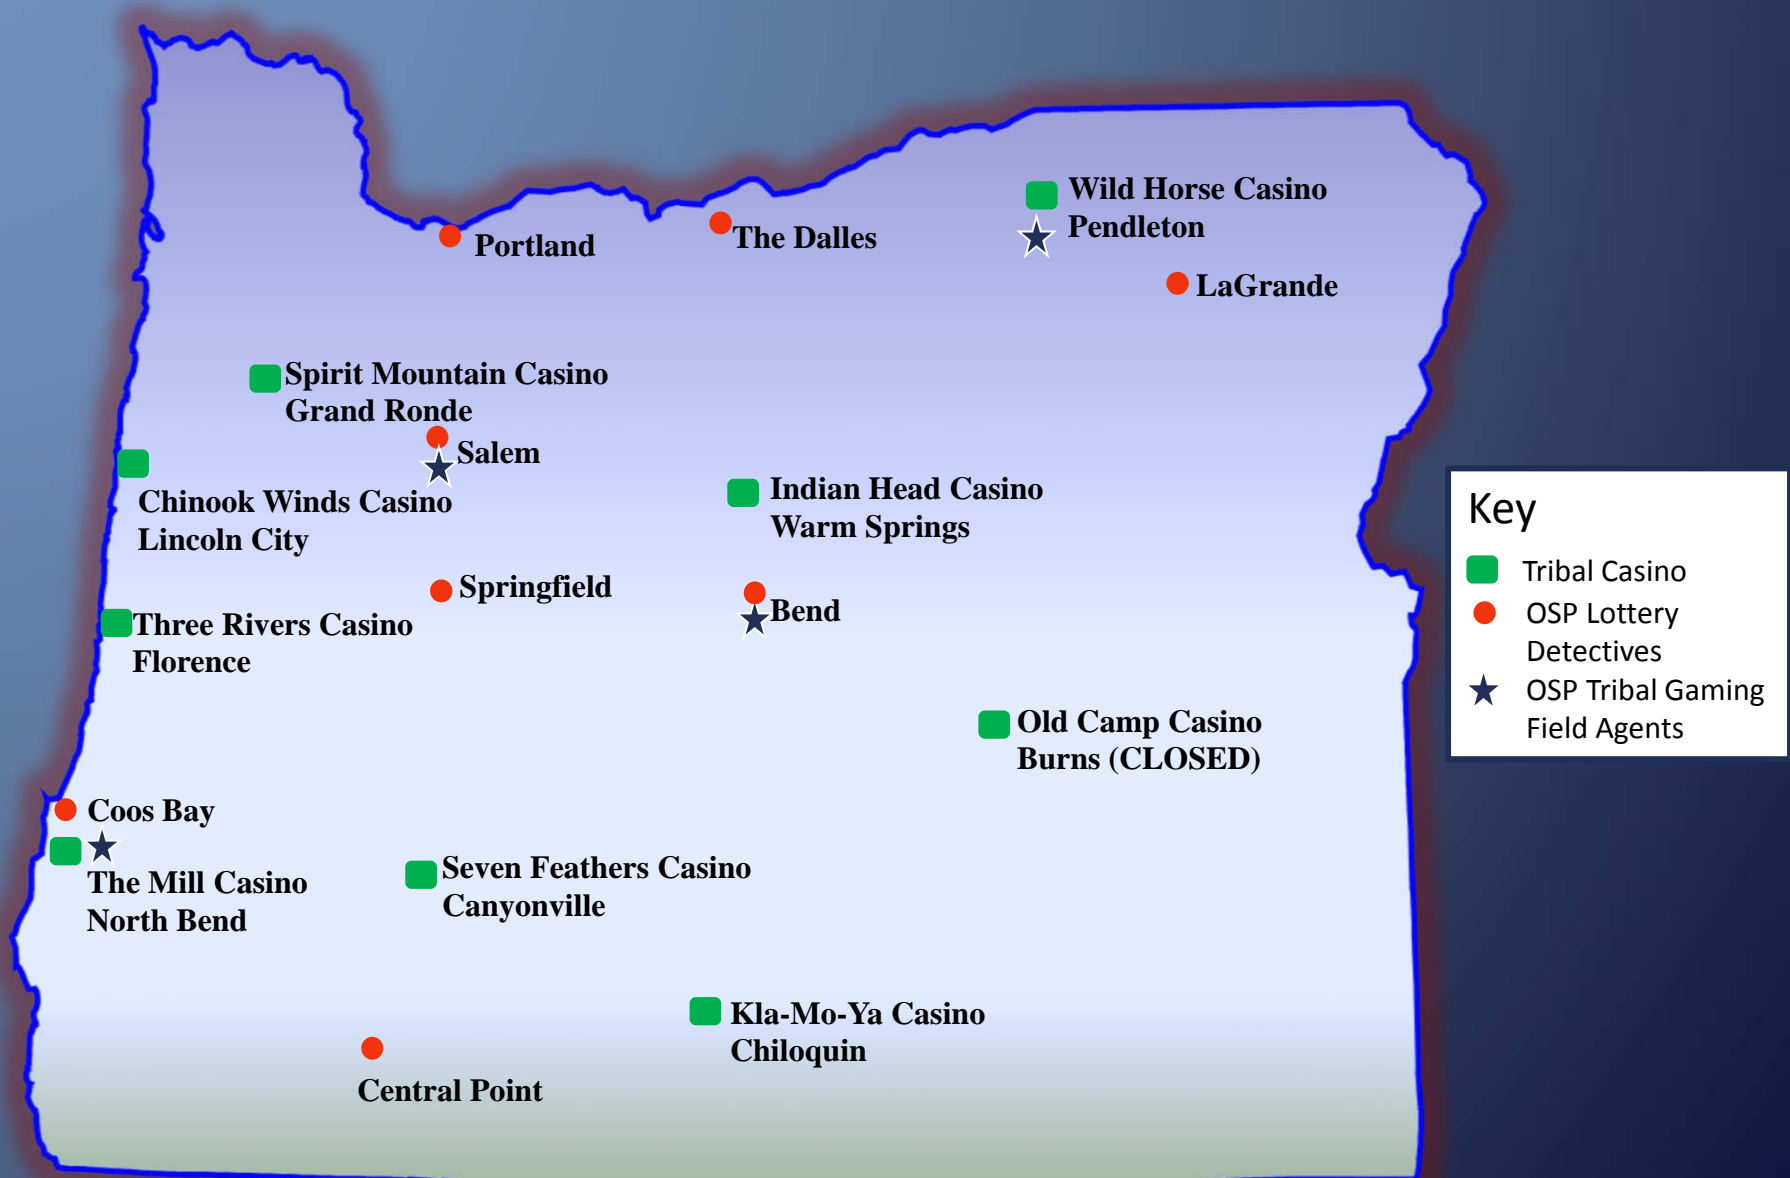 Wild Horse Casino
Pendleton
Portland
The Dalles
LaGrande
Spirit Mountain Casino
Grand Ronde
Salem
Chinook Winds Casino
Lincoln City
Indian Head Casino
Warm Springs
Springfield
Bend
Three Rivers Casino
Florence
Old Camp Casino
Burns (CLOSED)
Coos Bay
The Mill Casino
North Bend
Seven Feathers Casino
Canyonville
Kla-Mo-Ya Casino
Chiloquin
Central Point
Key
Tribal Casino
OSP Lottery
Detectives
OSP Tribal Gaming
Field Agents